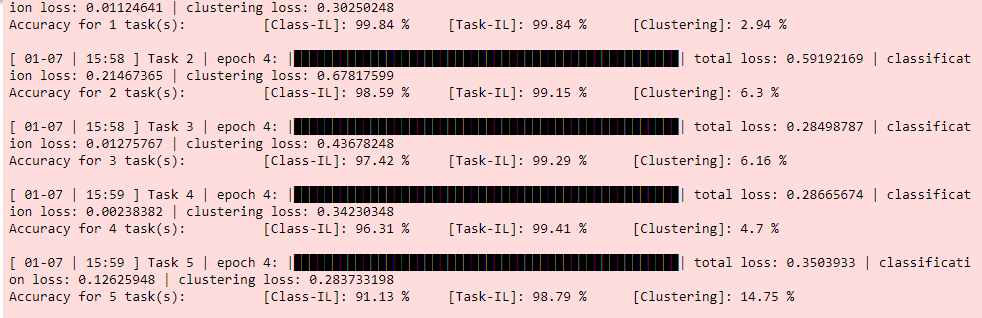 ion loss: 0.01124641 | clustering loss: 0.30250248
Accuracy for 1 task(s): [Class-IL]: 99.84 % [Task-IL]: 99.84 % [Clustering]: 2.94 %
[ 01-07 | 15:58 ] Task 2 | epoch 4: || total loss: 0.59192169 | classificat
ion loss: 0.21467365 | clustering loss: 0.67817599
Accuracy for 2 task(s): [Class-IL]: 98.59 % [Task-IL]: 99.15 % [Clustering]: 6.3 %
[ 01-07 | 15:58 ] Task 3 | epoch 4: || total loss: 0.28498787 | classificat
ion loss: 0.01275767 | clustering loss: 0.43678248
Accuracy for 3 task(s): [Class-IL]: 97.42 % [Task-IL]: 99.29 % [Clustering]: 6.16 %
[ 01-07 | 15:59 ] Task 4 | epoch 4: || total loss: 0.28665674 | classificat
ion loss: 0.00238382 | clustering loss: 0.34230348
Accuracy for 4 task(s): [Class-IL]: 96.31 % [Task-IL]: 99.41 % [Clustering]: 4.7 %
[ 01-07 | 15:59 ] Task 5 | epoch 4: || total loss: 0.3503933 | classificati
on loss: 0.12625948 | clustering loss: 0.283733198
Accuracy for 5 task(s): [Class-IL]: 91.13 % [Task-IL]: 98.79 % [Clustering]: 14.75 %